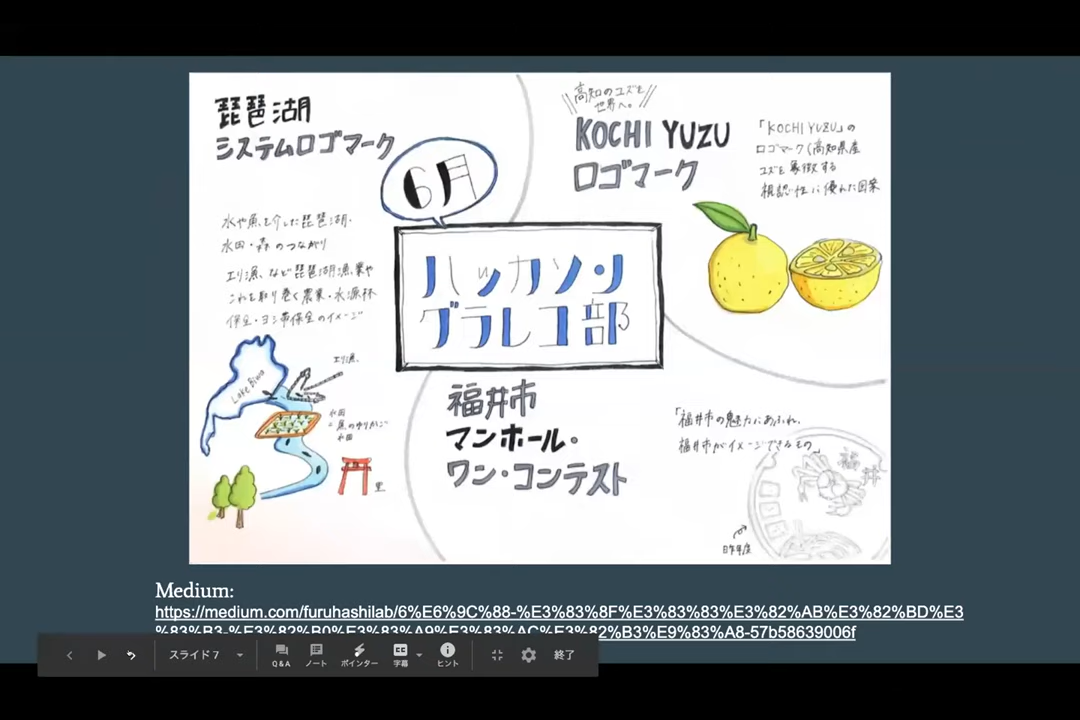 琵琶湖
システムロゴマーク
水や魚を介した琵琶湖、
水田・森のつながり
エリ漁、など琵琶湖漁業や
これを取り巻く農業・水源林
保全・ヨシ帯保全のイメージ
Lake Biwa
エリ漁、
水田
=魚のゆりかご
水田
里
6月
ハッカソン
グラレコ部
高知のユズを
世界へ。
KOCHI YUZU
ロゴマーク
「KOCHI YUZU」の
ロゴマーク(高知県産
ユズを象徴する
視認性に優れた図案
福井市
マンホール・
ワン・コンテスト
「福井市の魅力にあふれ、
福井市がイメージできるもの」
福井
昨年度
Medium:
https://medium.com/furuhashilab/6%E6%9C%88-%E3%83%8F%E3%83%83%E3%82%AB%E3%82%BD%E3
%83%B3-%E3%82%B0%E3%83%A9%E3%83%AC%E3%82%B3%E9%83%A8-57b58639006f
スライド 7
Q&A
ノート
ポインター
字幕
ヒント
終了